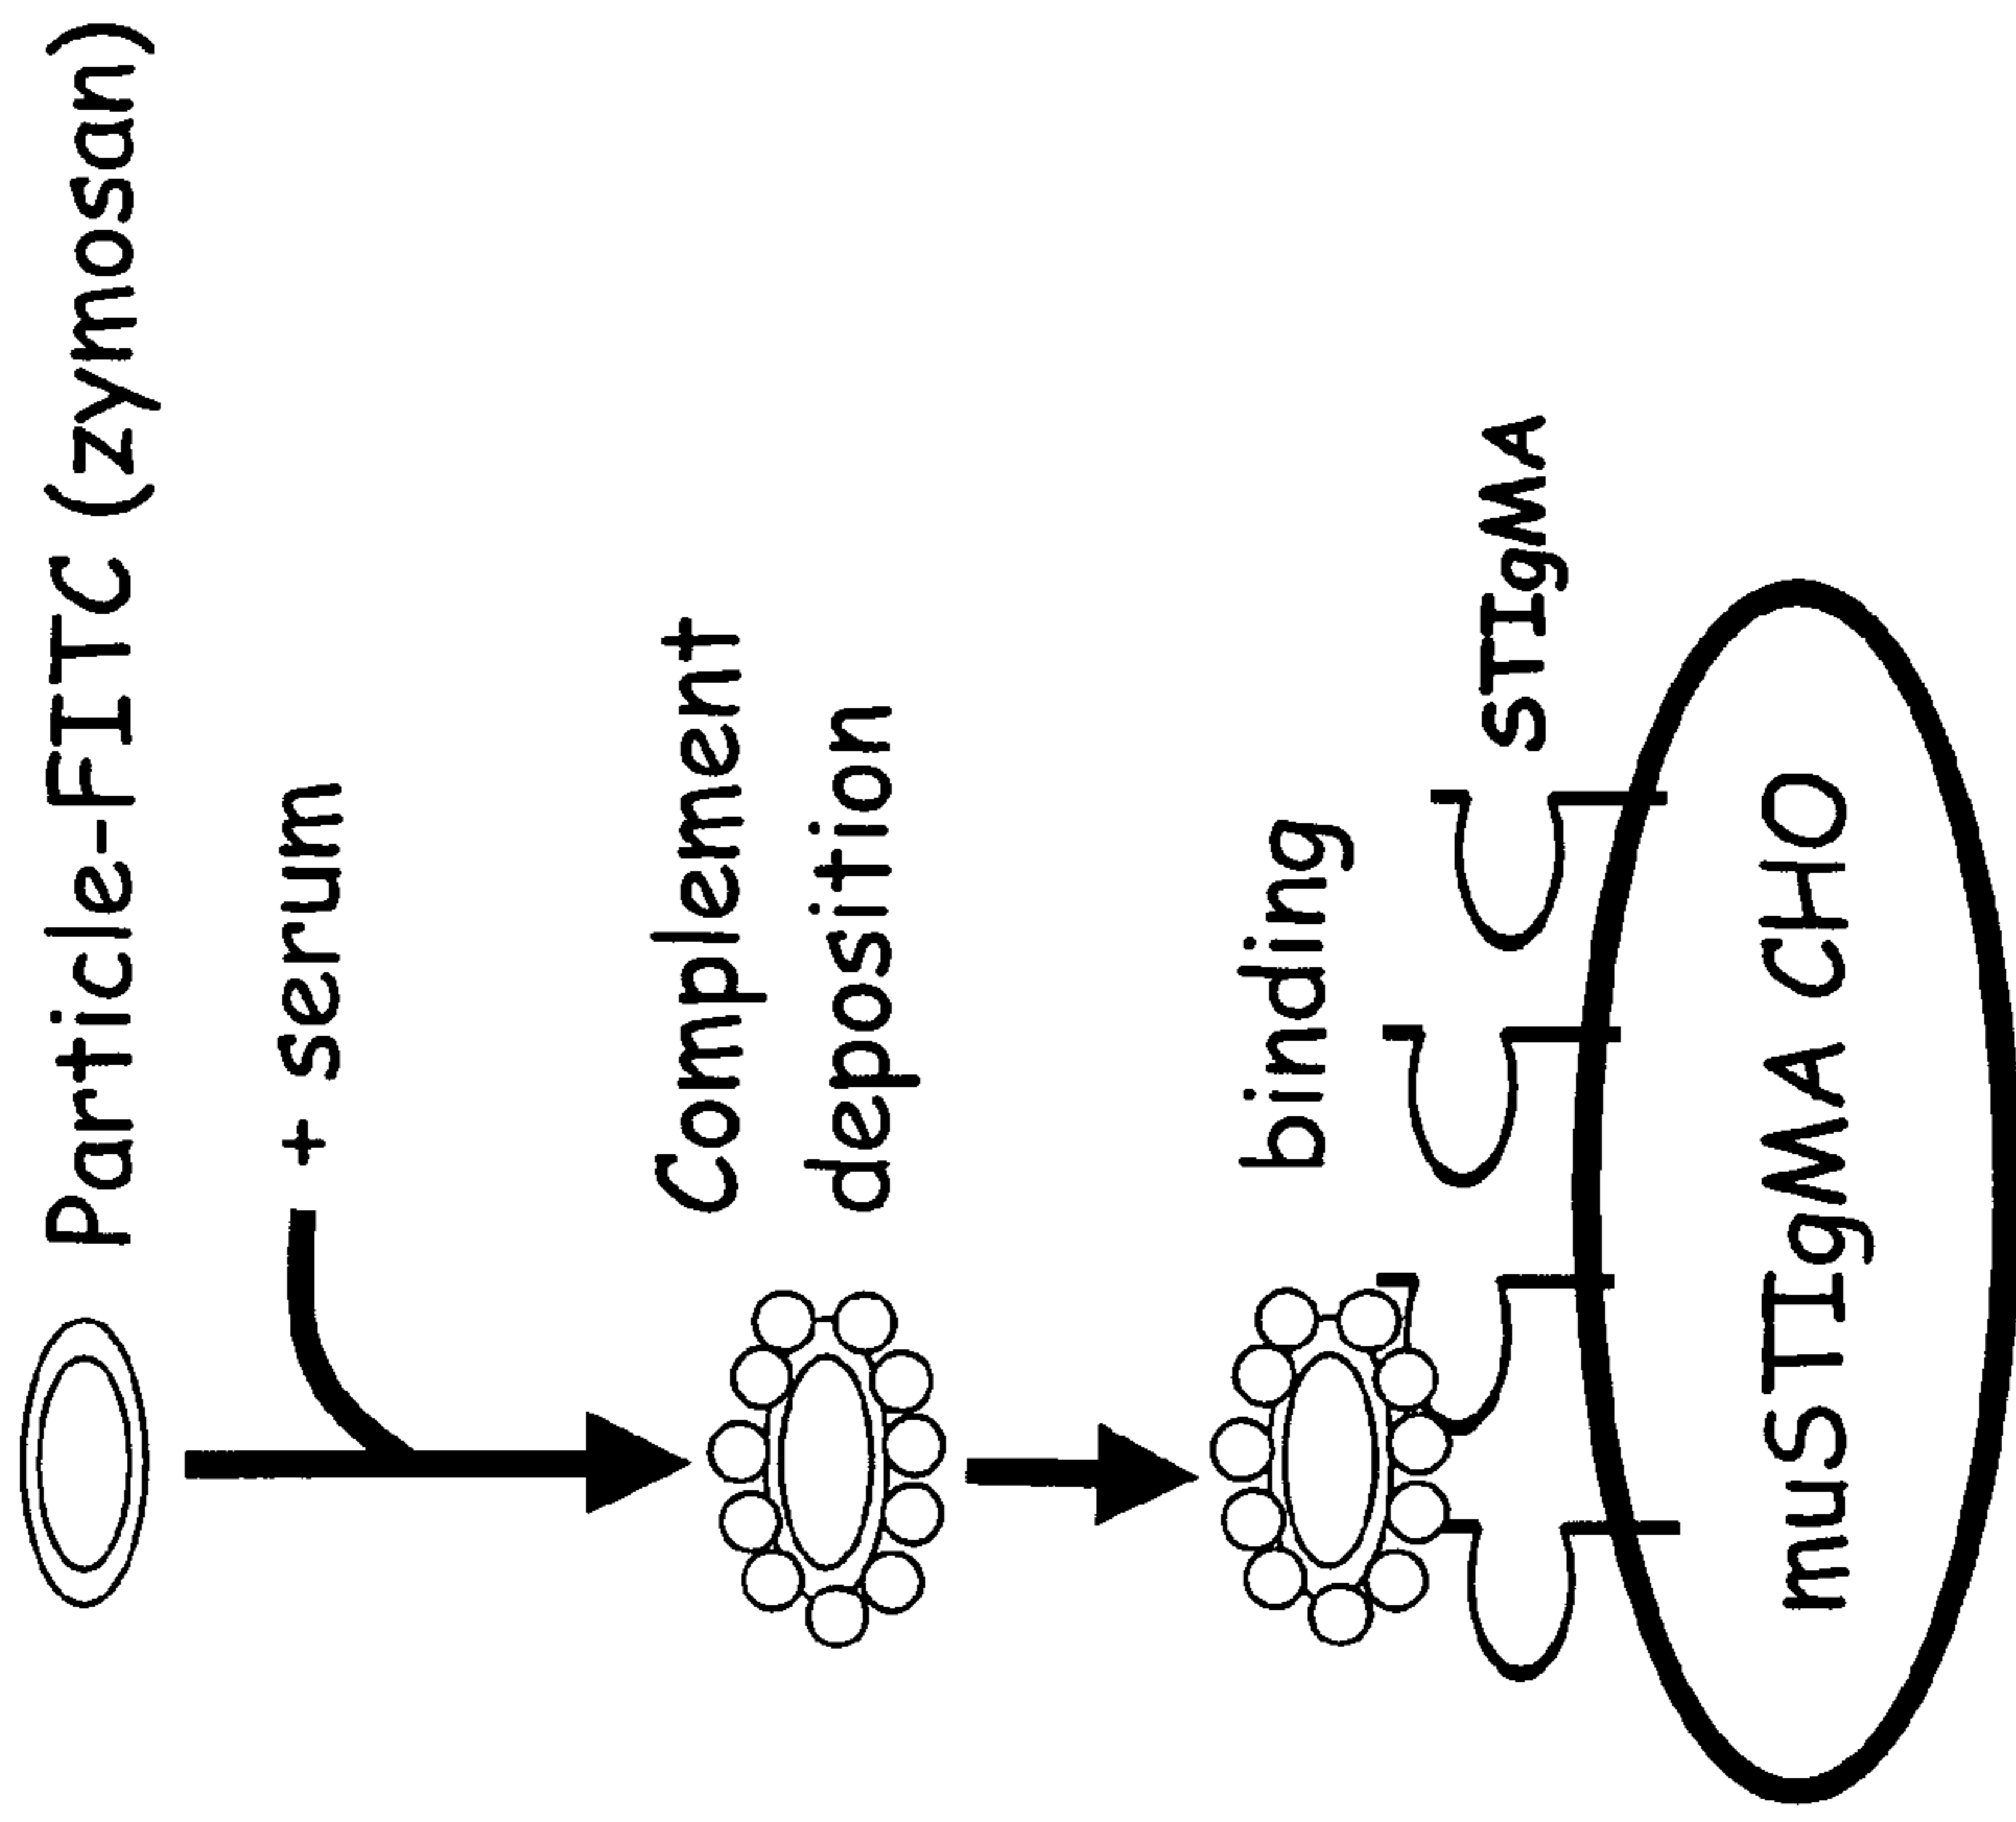 Particle-FITC (zymosan)
+ serum
Complement
deposition
binding
STIgMA
muSTIgMA CHO